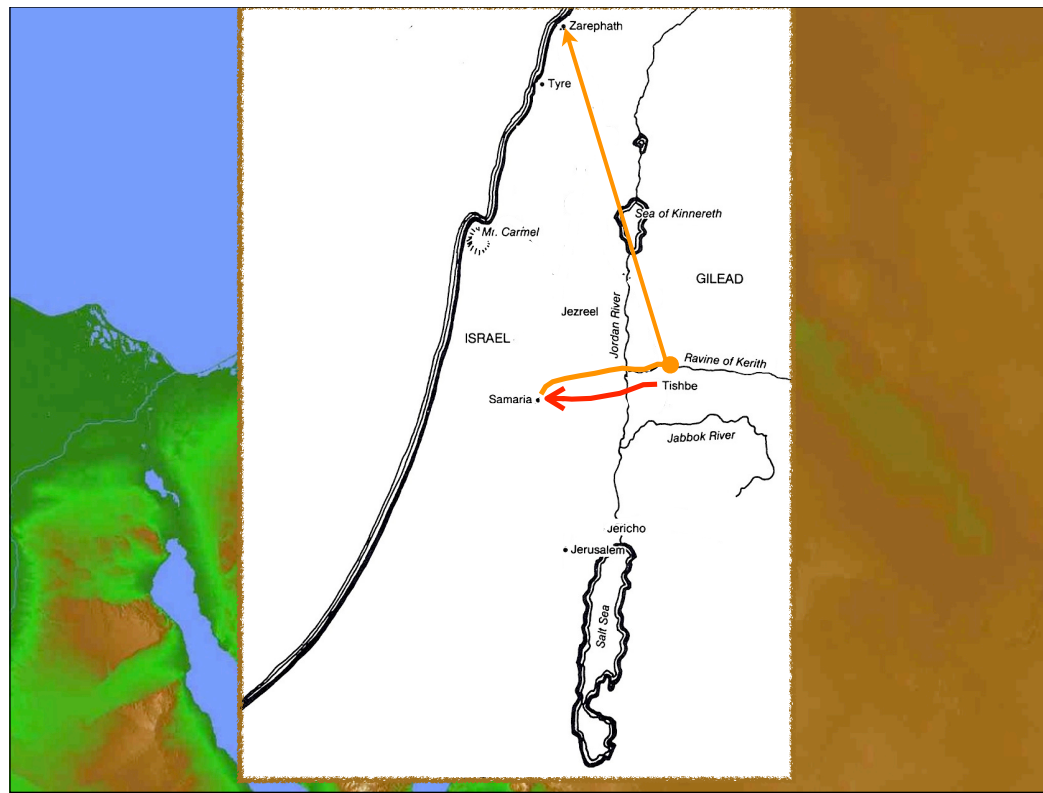 Zarephath
Tyre
Sea of Kinnereth
Mt. Carmel
GILEAD
Jezreel
Jordan River
ISRAEL
Ravine of Kerith
Tishbe
Samaria
Jabbok River
Jericho
Jerusalem
Salt Sea